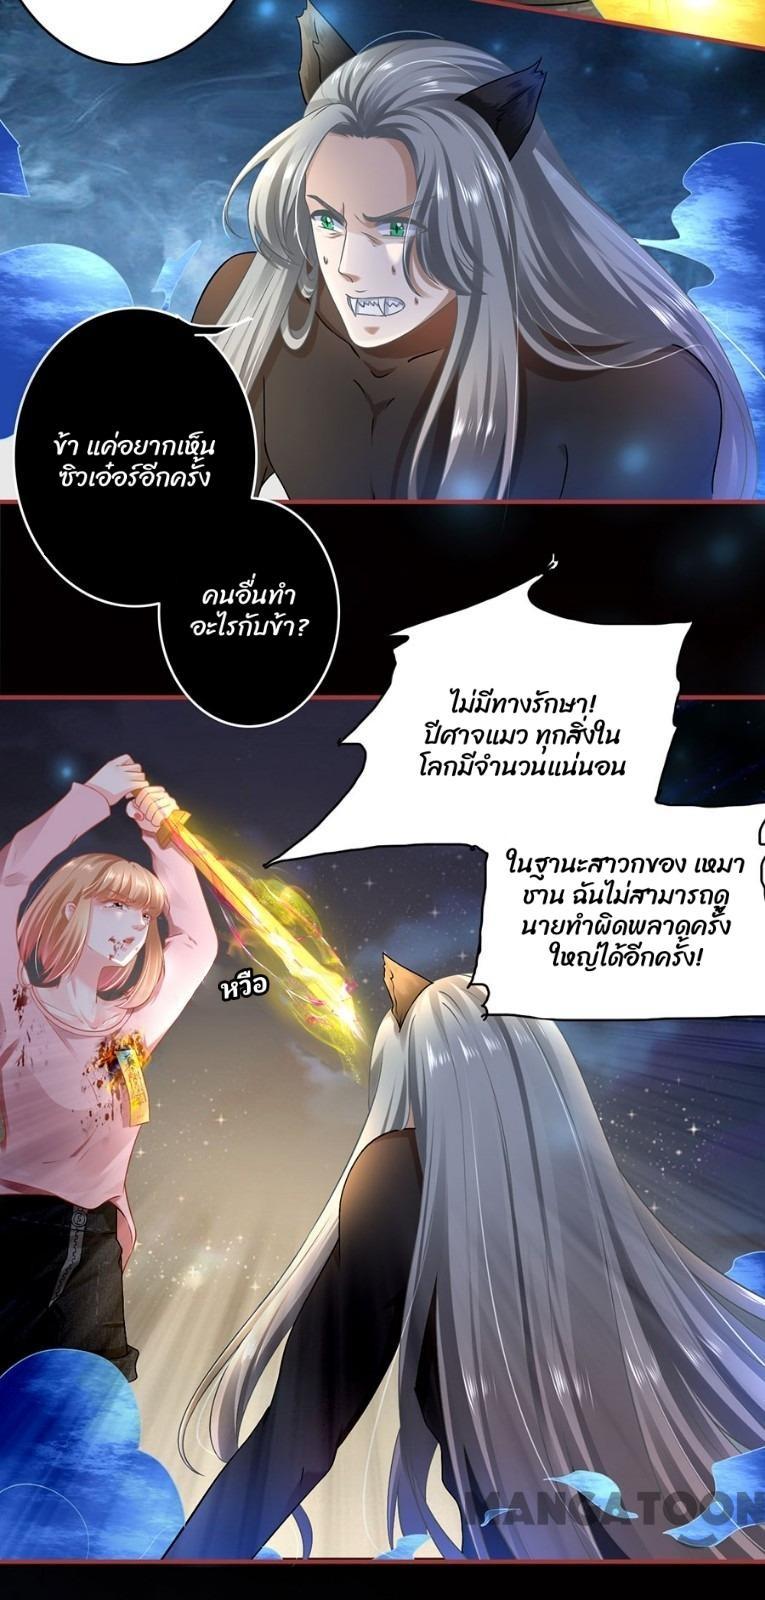 ข้า แค่อยากเห็น
ซิวเอ๋อร์อีกครั้ง
คนอื่นทำ
อะไรกับข้า?
ไม่มีทางรักษา!
ปีศาจแมว ทุกสิ่งใน
โลกมีจำนวนแน่นอน
ในฐานะสาวกของ เหมา
ชาน ฉันไม่สามารถดู
นายทำผิดพลาดครั้ง
ใหญ่ได้อีกครั้ง!
หวือ
MANGATOON